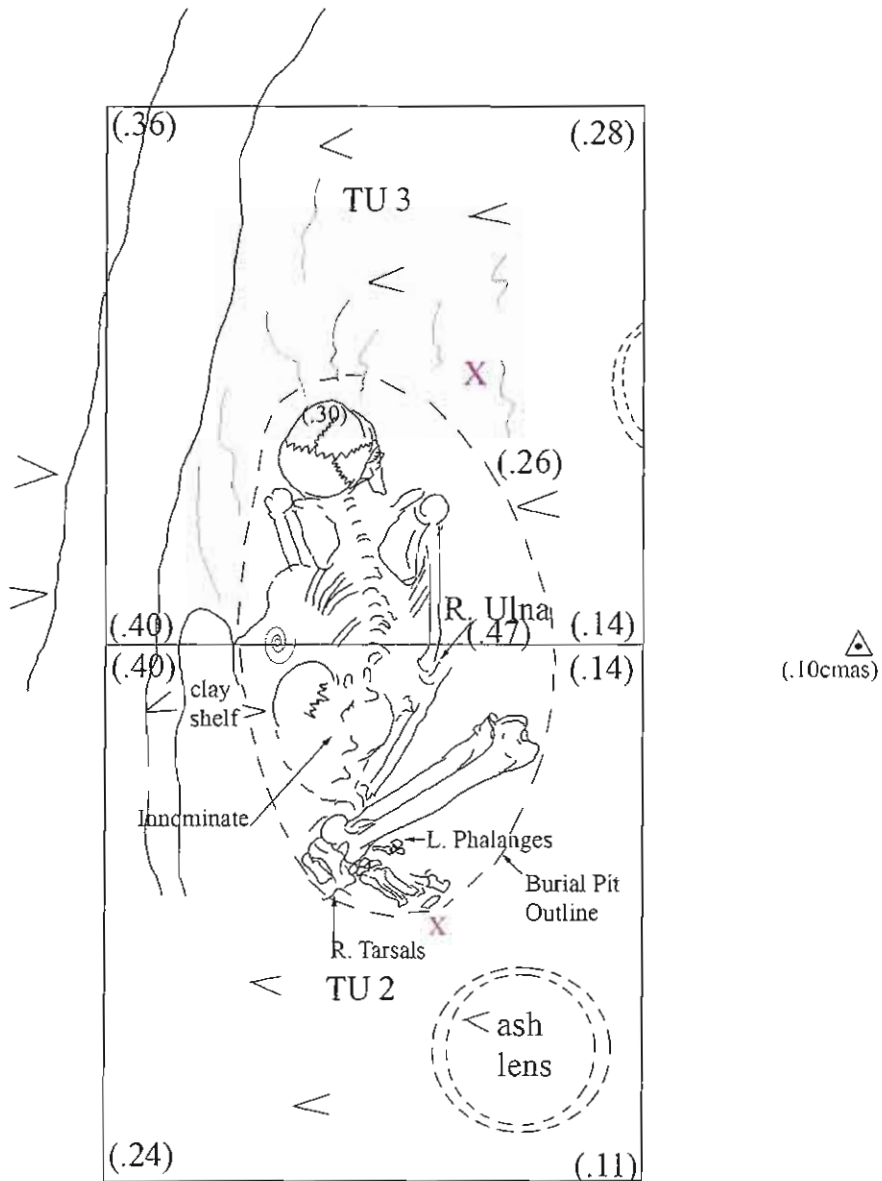 (.36)
(.28)
TU 3
X
(.30)
(.26)
R. Ulna
(.40)
(.47)
(.14)
(.40)
(.14)
(.10cmas)
clay
shelf
Innominate
L. Phalanges
Burial Pit
Outline
X
R. Tarsals
TU 2
ash
lens
(.24)
(.11)